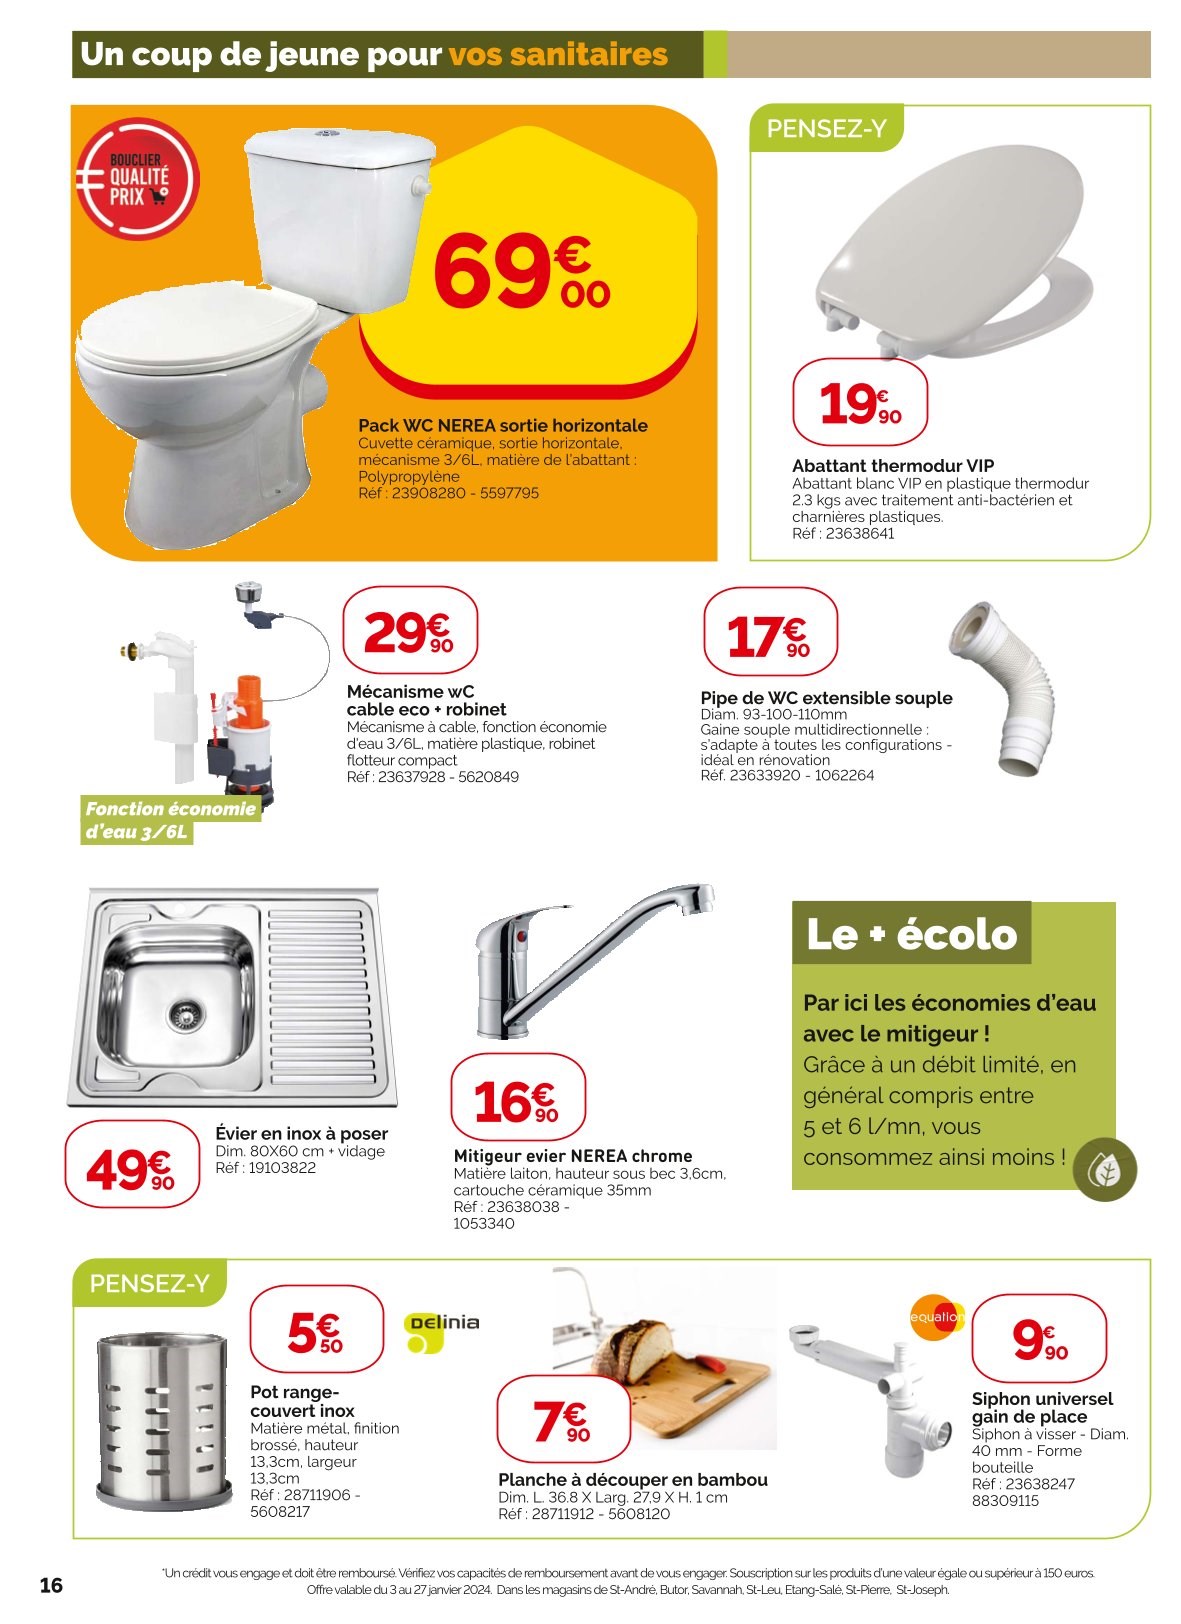 Un coup de jeune pour vos sanitaires
BOUCLIER
QUALITÉ
PRIX
69€
00
Pack WC NEREA sortie horizontale
Cuvette céramique, sortie horizontale,
mécanisme 3/6L, matière de l'abattant :
Polypropylène
Réf : 23908280 - 5597795
PENSEZ-Y
19€
90
Abattant thermodur VIP
Abattant blanc VIP en plastique thermodur
2.3 kgs avec traitement anti-bactérien et
charnières plastiques.
Réf : 23638641
29€
90
Mécanisme wC
cable eco + robinet
Mécanisme à cable, fonction économie
d'eau 3/6L, matière plastique, robinet
flotteur compact
Réf : 23637928 - 5620849
Fonction économie
d'eau 3/6L
17€
90
Pipe de WC extensible souple
Diam. 93-100-110mm
Gaine souple multidirectionnelle :
s'adapte à toutes les configurations -
idéal en rénovation
Réf. 23633920 - 1062264
49€
90
Évier en inox à poser
Dim. 80X60 cm + vidage
Réf : 19103822
16€
90
Mitigeur evier NEREA chrome
Matière laiton, hauteur sous bec 3,6cm,
cartouche céramique 35mm
Réf : 23638038 -
1053340
Le + écolo
Par ici les économies d'eau
avec le mitigeur !
Grâce à un débit limité, en
général compris entre
5 et 6 l/mn, vous
consommez ainsi moins !
PENSEZ-Y
5€
50
Pot range-
couvert inox
Matière métal, finition
brossé, hauteur
13,3cm, largeur
13,3cm
Réf : 28711906 -
5608217
Delinia
7€
90
Planche à découper en bambou
Dim. L. 36.8 X Larg. 27,9 X H. 1 cm
Réf : 28711912 - 5608120
equation
9€
90
Siphon universel
gain de place
Siphon à visser - Diam.
40 mm - Forme
bouteille
Réf : 23638247
88309115
16
*Un crédit vous engage et doit être remboursé. Vérifiez vos capacités de remboursement avant de vous engager. Souscription sur les produits d'une valeur égale ou supérieur à 150 euros.
Offre valable du 3 au 27 janvier 2024. Dans les magasins de St-André, Butor, Savannah, St-Leu, Etang-Salé, St-Pierre, St-Joseph.